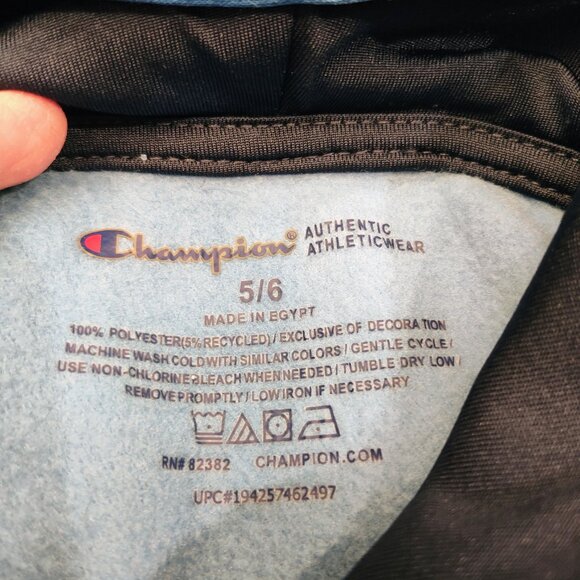 Champion® AUTHENTIC
ATHLETICWEAR
5/6
MADE IN EGYPT
100% POLYESTER(5% RECYCLED) / EXCLUSIVE OF DECORATION
MACHINE WASH COLD WITH SIMILAR COLORS / GENTLE CYCLE /
USE NON-CHLORINE BLEACH WHEN NEEDED / TUMBLE DRY LOW /
REMOVE PROMPTLY / LOW IRON IF NECESSARY
RN# 82382 CHAMPION.COM
UPC#194257462497